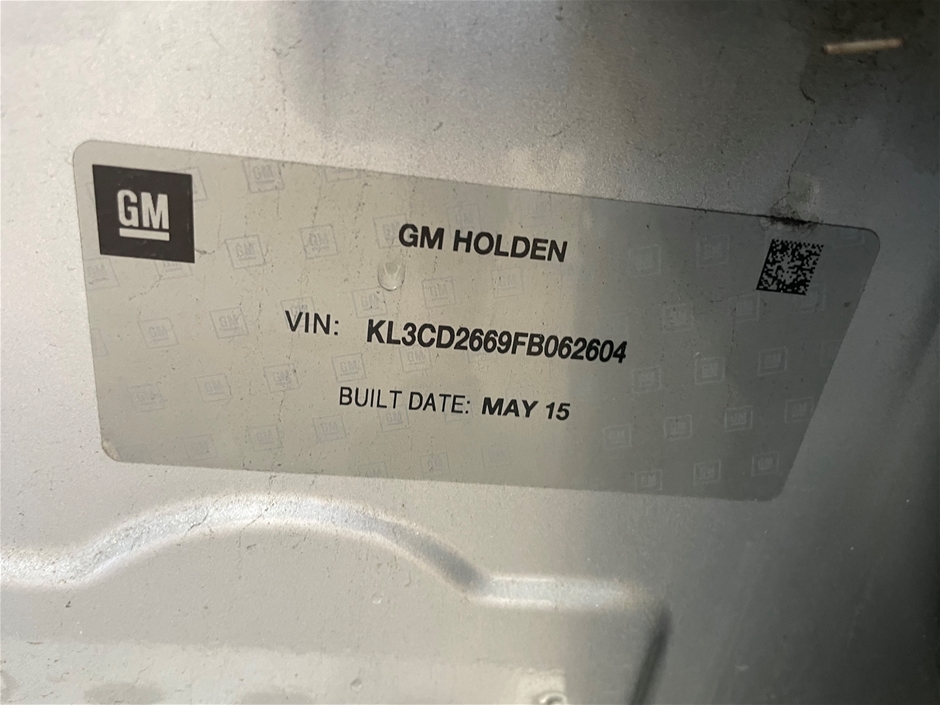 GM
GM HOLDEN
VIN: KL3CD2669FB062604
BUILT DATE: MAY 15